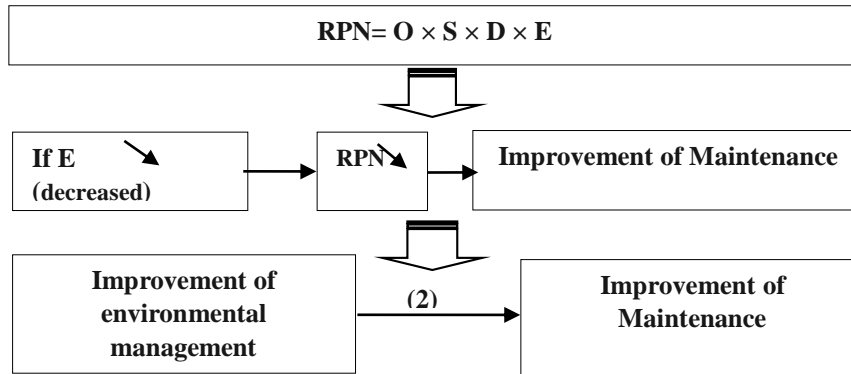 RPN= O × S × D × E
If E
(decreased)
RPN
Improvement of Maintenance
Improvement of
environmental
management
(2)
Improvement of
Maintenance